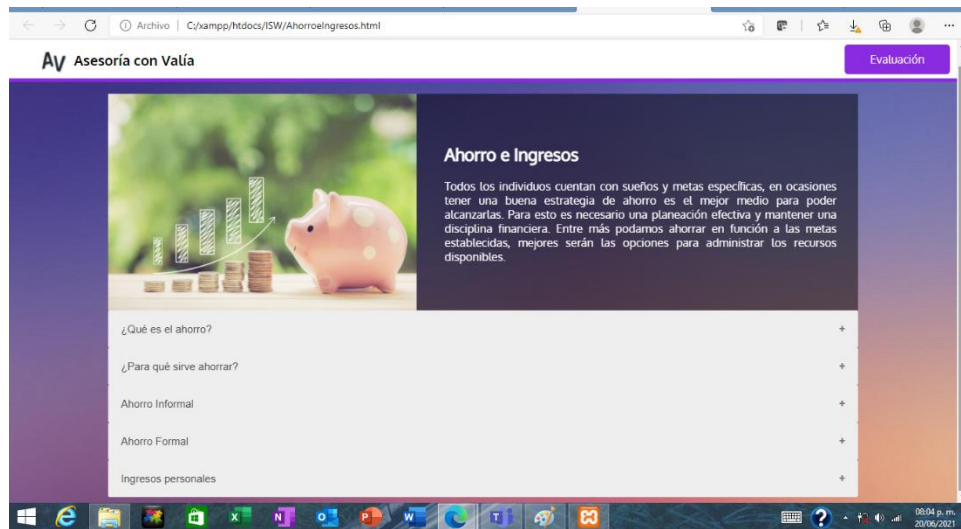 Archivo | C:/xampp/htdocs/ISW/AhorroeIngresos.html
AV Asesoría con Valía
Evaluación
Ahorro e Ingresos
Todos los individuos cuentan con sueños y metas específicas, en ocasiones
tener una buena estrategia de ahorro es el mejor medio para poder
alcanzarlas. Para esto es necesario una planeación efectiva y mantener una
disciplina financiera. Entre más podamos ahorrar en función a las metas
establecidas, mejores serán las opciones para administrar los recursos
disponibles.
¿Qué es el ahorro? +
¿Para qué sirve ahorrar? +
Ahorro Informal +
Ahorro Formal +
Ingresos personales +
08:04 p. m.
20/06/2021